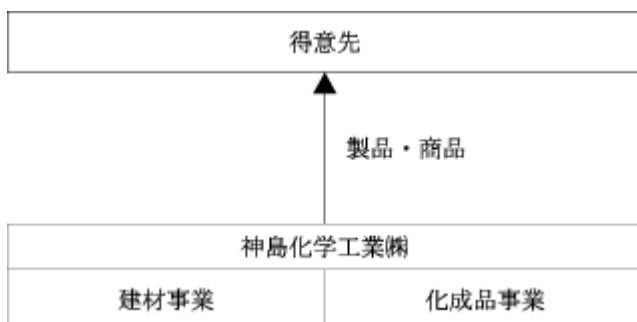 得意先
製品・商品
神島化学工業㈱
建材事業
化成品事業